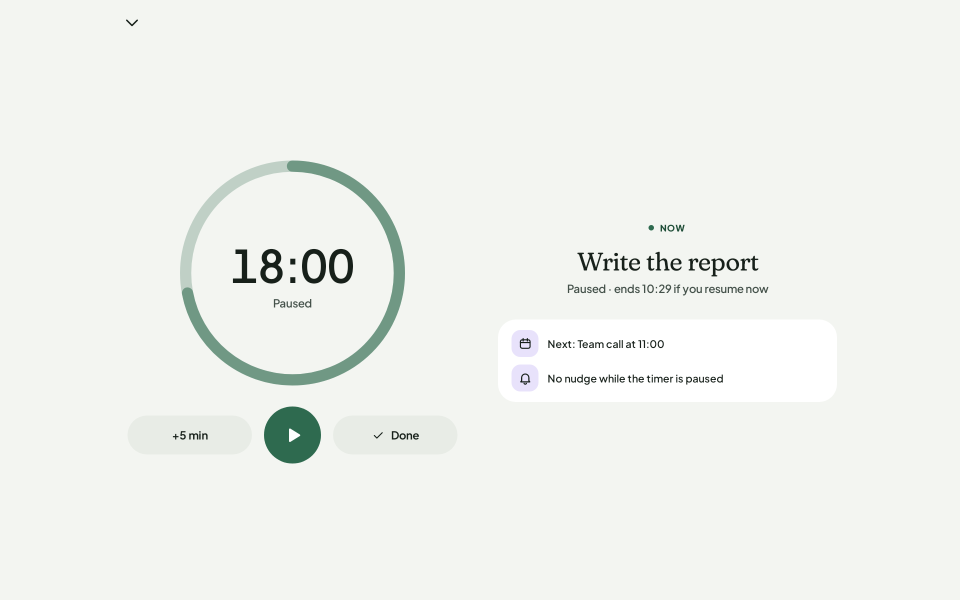 18:00
Paused
+5 min
Done
NOW
Write the report
Paused · ends 10:29 if you resume now
Next: Team call at 11:00
No nudge while the timer is paused